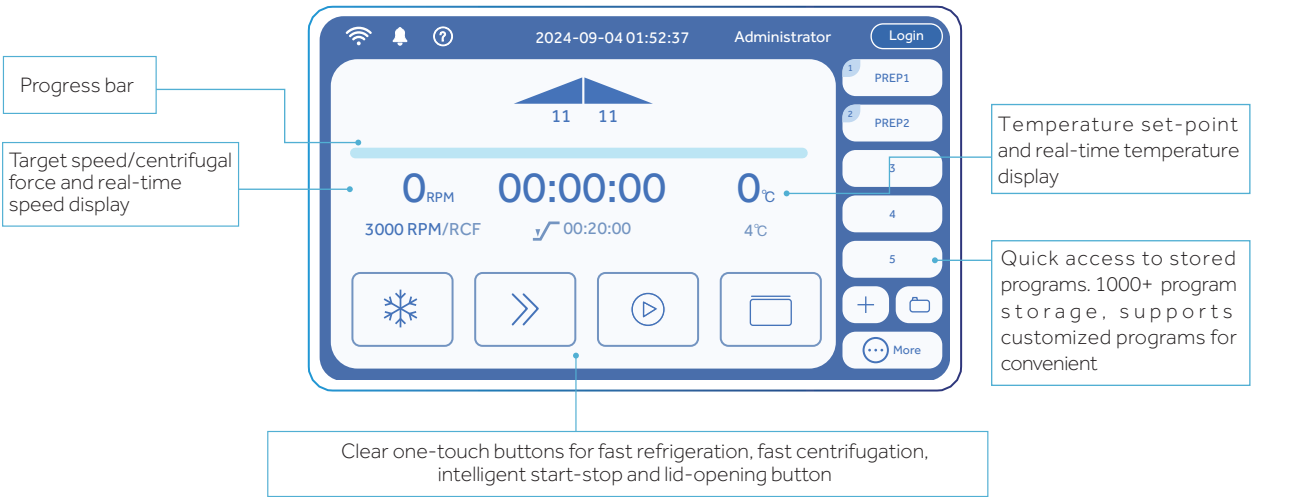 2024-09-04 01:52:37 Administrator Login
Progress bar
11 11
PREP1
1
PREP2
2
3
4
5
More
Target speed/centrifugal
force and real-time
speed display
0 RPM 00:00:00 0 °C
3000 RPM/RCF 00:20:00 4°C
Temperature set-point
and real-time temperature
display
Quick access to stored
programs. 1000+ program
storage, supports
customized programs for
convenient
Clear one-touch buttons for fast refrigeration, fast centrifugation,
intelligent start-stop and lid-opening button